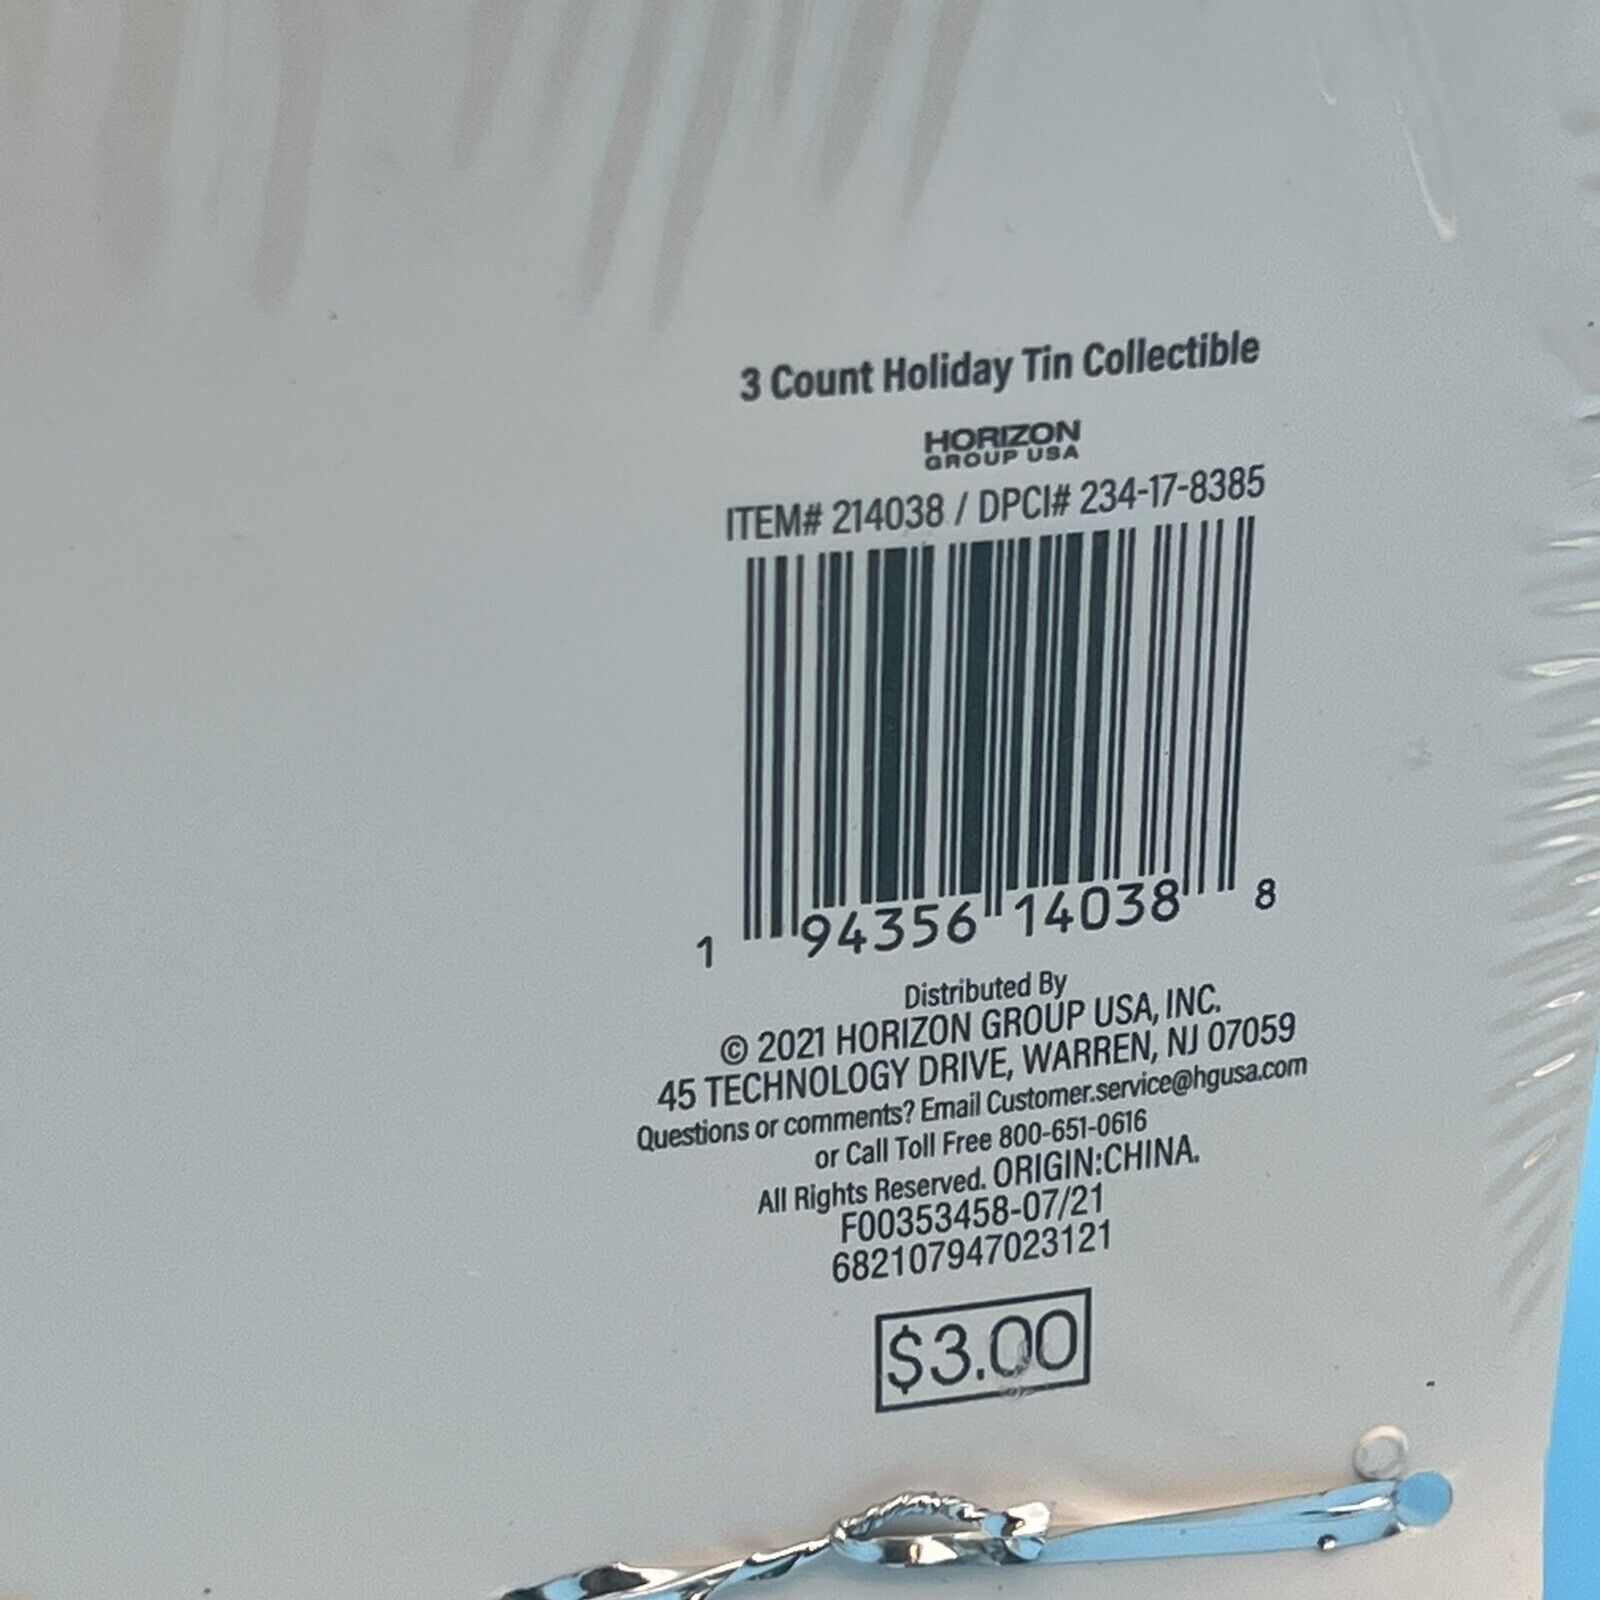 3 Count Holiday Tin Collectible
HORIZON
GROUP USA
ITEM# 214038 / DPCI# 234-17-8385
1 94356 14038 8
Distributed By
© 2021 HORIZON GROUP USA, INC.
45 TECHNOLOGY DRIVE, WARREN, NJ 07059
Questions or comments? Email Customer.service@hgusa.com
or Call Toll Free 800-651-0616
All Rights Reserved. ORIGIN:CHINA.
F00353458-07/21
682107947023121
$3.00